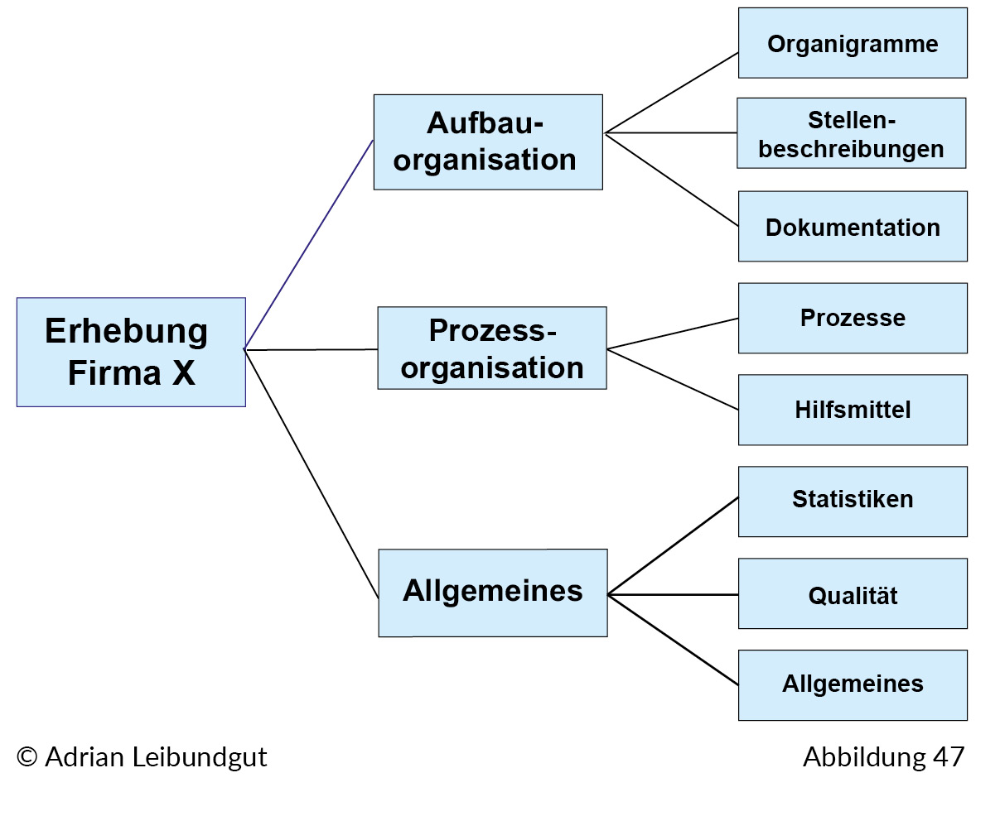 Erhebung
Firma X
Aufbau-
organisation
Organigramme
Stellen-
beschreibungen
Dokumentation
Prozess-
organisation
Prozesse
Hilfsmittel
Allgemeines
Statistiken
Qualität
Allgemeines
© Adrian Leibundgut
Abbildung 47